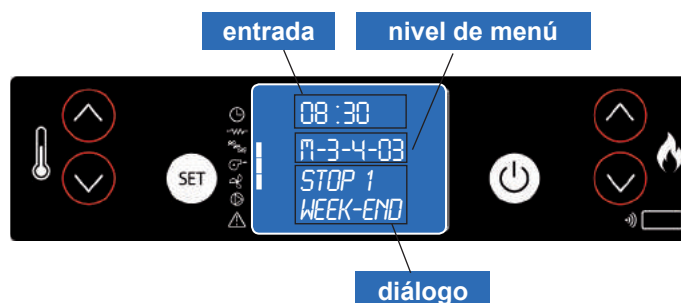 entrada
nivel de menú
08:30
M-3-4-03
STOP 1
WEEK-END
SET
diálogo